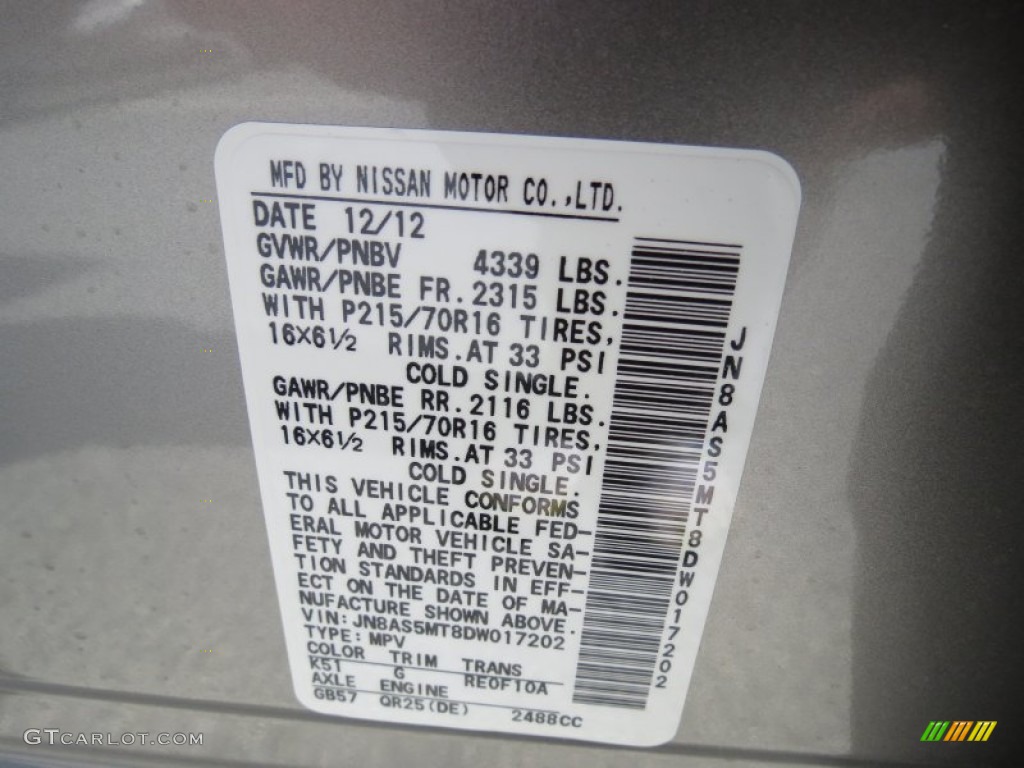 MFD BY NISSAN MOTOR CO.,LTD.
DATE 12/12
GVWR/PNBV 4339 LBS.
GAWR/PNBE FR. 2315 LBS.
WITH P215/70R16 TIRES,
16X6½ RIMS. AT 33 PSI
COLD SINGLE.
GAWR/PNBE RR. 2116 LBS.
WITH P215/70R16 TIRES,
16X6½ RIMS. AT 33 PSI
COLD SINGLE.
THIS VEHICLE CONFORMS
TO ALL APPLICABLE FED-
ERAL MOTOR VEHICLE SA-
FETY AND THEFT PREVEN-
TION STANDARDS IN EFF-
ECT ON THE DATE OF MA-
NUFACTURE SHOWN ABOVE.
VIN: JN8AS5MT8DW017202
TYPE: MPV
COLOR TRIM TRANS
K51 G RE0F10A
AXLE ENGINE
GB57 QR25(DE) 2488CC
JN8AS5MT8DW017202
GTCARLOT.COM